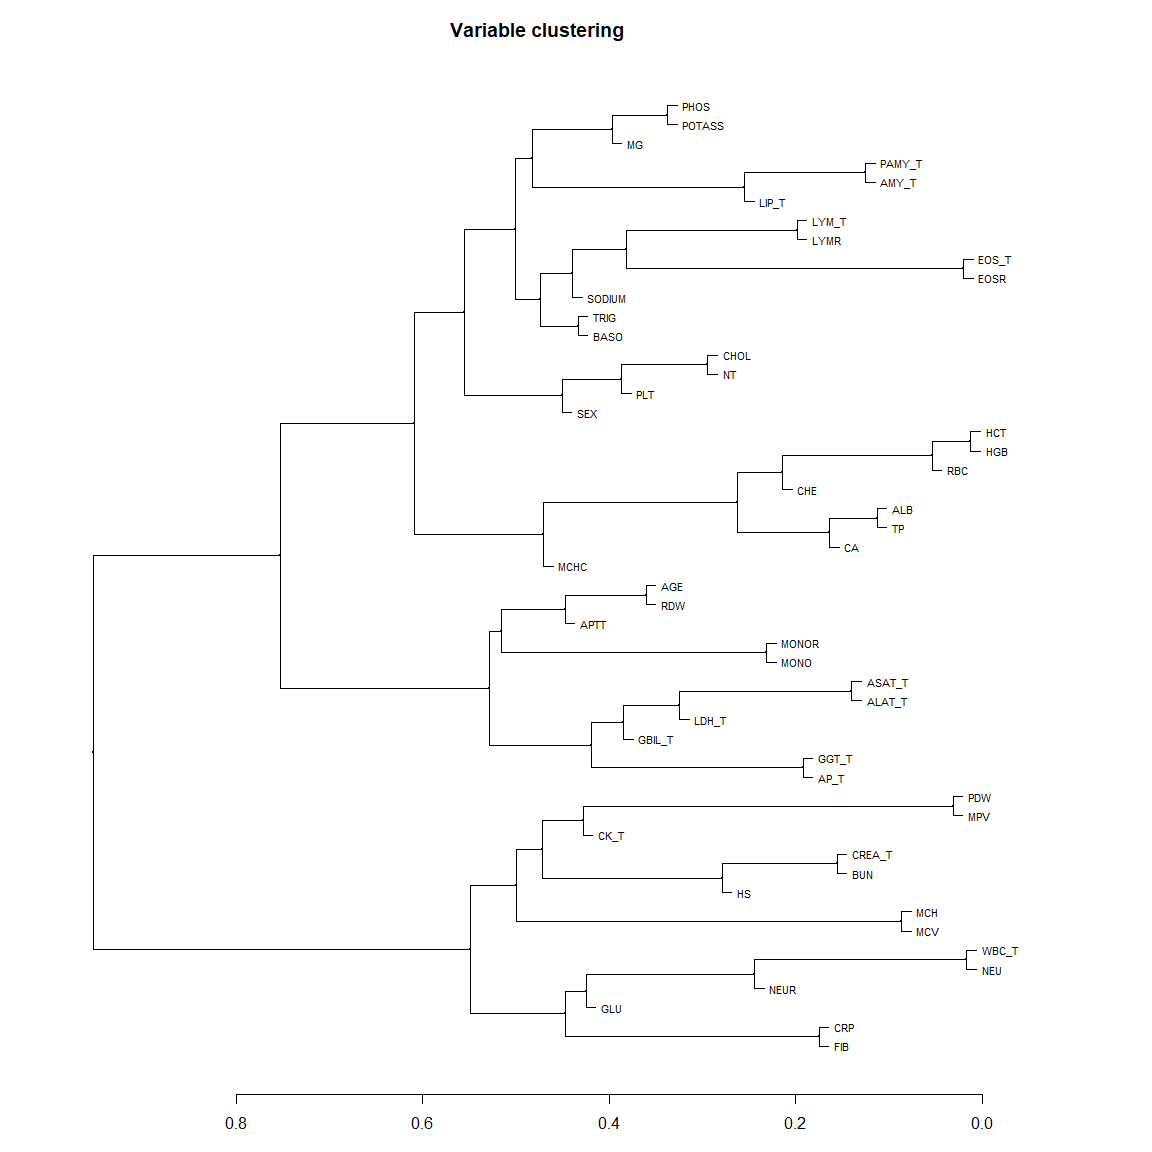 Variable clustering
PHOS
POTASS
MG
PAMY_T
AMY_T
LIP_T
LYM_T
LYMR
EOS_T
EOSR
SODIUM
TRIG
BASO
CHOL
NT
PLT
SEX
HCT
HGB
RBC
CHE
ALB
TP
CA
MCHC
AGE
RDW
APTT
MONOR
MONO
ASAT_T
ALAT_T
LDH_T
GBIL_T
GGT_T
AP_T
PDW
MPV
CK_T
CREA_T
BUN
HS
MCH
MCV
WBC_T
NEU
NEUR
GLU
CRP
FIB
0.8 0.6 0.4 0.2 0.0